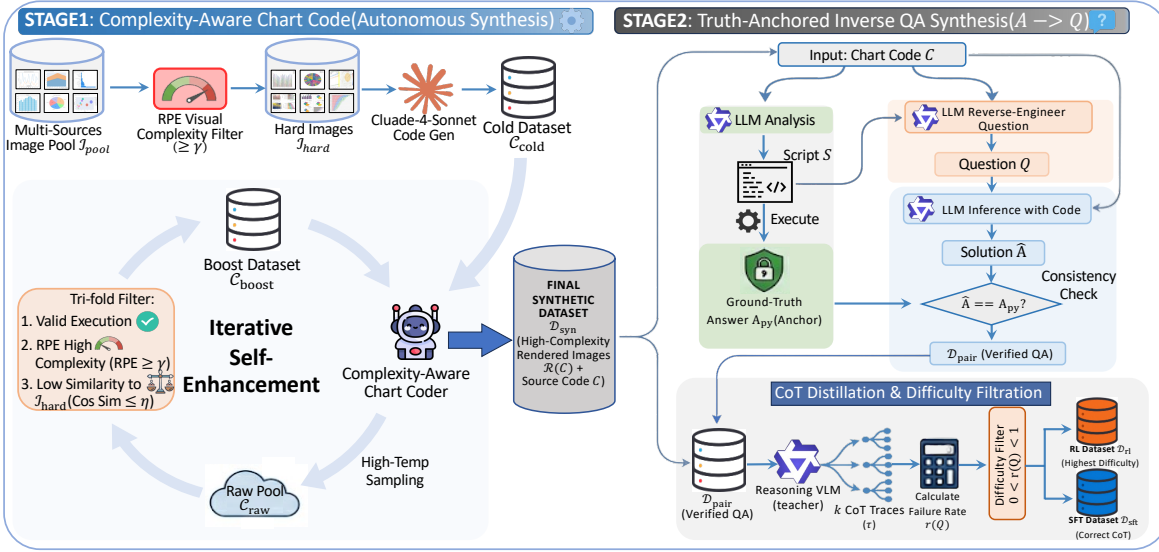 STAGE1: Complexity-Aware Chart Code(Autonomous Synthesis)
Multi-Sources
Image Pool 𝓘pool
RPE Visual
Complexity Filter
(≥ γ)
Hard Images
𝓘hard
Cluade-4-Sonnet
Code Gen
Cold Dataset
𝒞cold
Boost Dataset
𝒞boost
Tri-fold Filter:
1. Valid Execution
2. RPE High
Complexity (RPE ≥ γ)
3. Low Similarity to
𝓘hard(Cos Sim ≤ η)
Iterative
Self-
Enhancement
Complexity-Aware
Chart Coder
High-Temp
Sampling
Raw Pool
𝒞raw
FINAL
SYNTHETIC
DATASET
𝒟syn
(High-Complexity
Rendered Images
ℛ(C) +
Source Code C)
STAGE2: Truth-Anchored Inverse QA Synthesis(A −> Q)
?
Input: Chart Code C
LLM Analysis
Script S
</>
Execute
Ground-Truth
Answer A_py(Anchor)
LLM Reverse-Engineer
Question
Question Q
LLM Inference with Code
Solution Â
Consistency
Check
Â == A_py?
𝒟pair (Verified QA)
CoT Distillation & Difficulty Filtration
𝒟pair
(Verified QA)
Reasoning VLM
(teacher)
k CoT Traces
(τ)
Calculate
Failure Rate
r(Q)
Difficulty Filter
0 < r(Q) < 1
RL Dataset 𝒟rl
(Highest Difficulty)
SFT Dataset 𝒟sft
(Correct CoT)